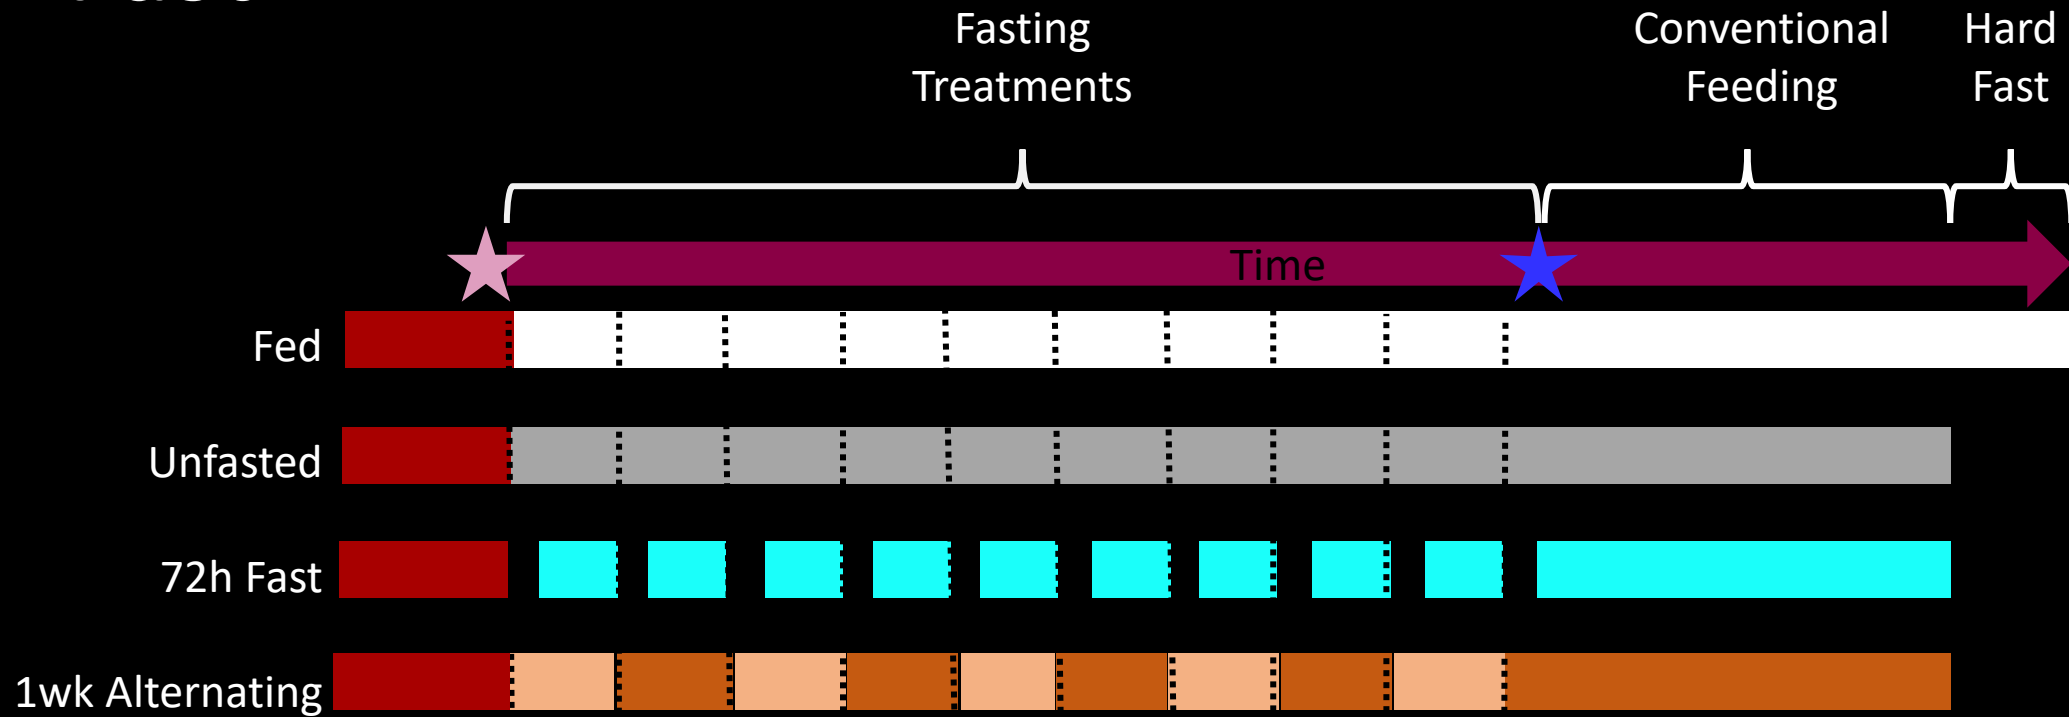 Fasting
Treatments
Conventional
Feeding
Hard
Fast
Time
Fed
Unfasted
72h Fast
1wk Alternating